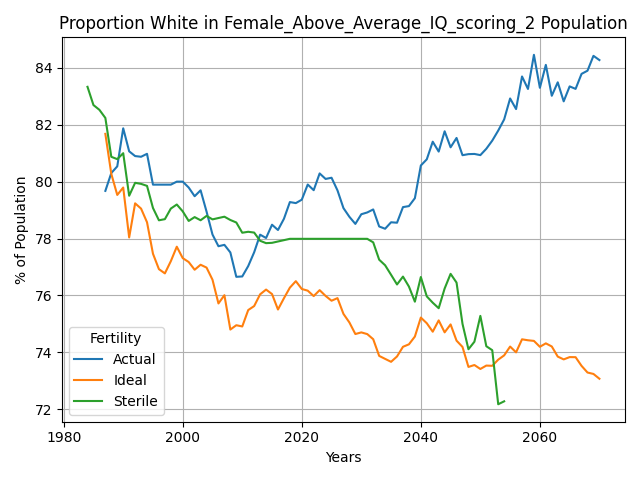 Proportion White in Female_Above_Average_IQ_scoring_2 Population
% of Population
84
82
80
78
76
74
72
Fertility
Actual
Ideal
Sterile
1980
2000
2020
2040
2060
Years